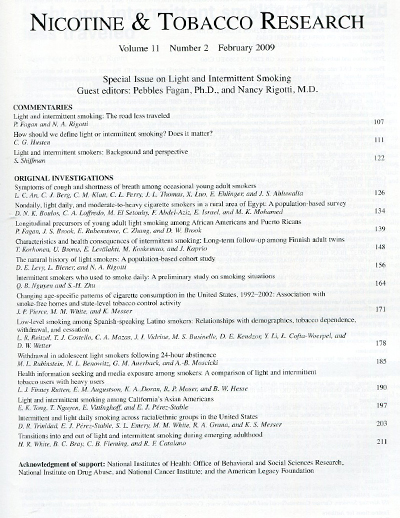 NICOTINE & TOBACCO RESEARCH
Volume 11 Number 2 February 2009
Special Issue on Light and Intermittent Smoking
Guest editors: Pebbles Fagan, Ph.D., and Nancy Rigotti, M.D.
COMMENTARIES
Light and intermittent smoking: The road less traveled
P. Fagan and N. A. Rigotti 107
How should we define light or intermittent smoking? Does it matter?
C. G. Husten 111
Light and intermittent smokers: Background and perspective
S. Shiffman 122
ORIGINAL INVESTIGATIONS
Symptoms of cough and shortness of breath among occasional young adult smokers
L. C. An, C. J. Berg, C. M. Klatt, C. L. Perry, J. L. Thomas, X. Luo, E. Ehlinger, and J. S. Ahluwalia 126
Nondaily, light daily, and moderate-to-heavy cigarette smokers in a rural area of Egypt: A population-based survey
D. N. K. Boulos, C. A. Loffredo, M. El Setouhy, F. Abdel-Aziz, E. Israel, and M. K. Mohamed 134
Longitudinal precursors of young adult light smoking among African Americans and Puerto Ricans
P. Fagan, J. S. Brook, E. Rubenstone, C. Zhang, and D. W. Brook 139
Characteristics and health consequences of intermittent smoking: Long-term follow-up among Finnish adult twins
T. Korhonen, U. Broms, E. Levälahti, M. Koskenvuo, and J. Kaprio 148
The natural history of light smokers: A population-based cohort study
D. E. Levy, L. Biener, and N. A. Rigotti 156
Intermittent smokers who used to smoke daily: A preliminary study on smoking situations
Q. B. Nguyen and S.-H. Zhu 164
Changing age-specific patterns of cigarette consumption in the United States, 1992–2002: Association with
smoke-free homes and state-level tobacco control activity
J. P. Pierce, M. M. White, and K. Messer 171
Low-level smoking among Spanish-speaking Latino smokers: Relationships with demographics, tobacco dependence,
withdrawal, and cessation
L. R. Reitzel, T. J. Costello, C. A. Mazas, J. I. Vidrine, M. S. Businelle, D. E. Kendzor, Y. Li, L. Cofta-Woerpel, and
D. W. Wetter 178
Withdrawal in adolescent light smokers following 24-hour abstinence
M. L. Rubinstein, N. L. Benowitz, G. M. Auerback, and A.-B. Moscicki 185
Health information seeking and media exposure among smokers: A comparison of light and intermittent
tobacco users with heavy users
L. J. Finney Rutten, E. M. Augustson, K. A. Doran, R. P. Moser, and B. W. Hesse 190
Light and intermittent smoking among California's Asian Americans
E. K. Tong, T. Nguyen, E. Vittinghoff, and E. J. Pérez-Stable 197
Intermittent and light daily smoking across racial/ethnic groups in the United States
D. R. Trinidad, E. J. Pérez-Stable, S. L. Emery, M. M. White, R. A. Grana, and K. S. Messer 203
Transitions into and out of light and intermittent smoking during emerging adulthood
H. R. White, B. C. Bray, C. B. Fleming, and R. F. Catalano 211
Acknowledgment of support: National Institutes of Health: Office of Behavioral and Social Sciences Research,
National Institute on Drug Abuse, and National Cancer Institute; and the American Legacy Foundation